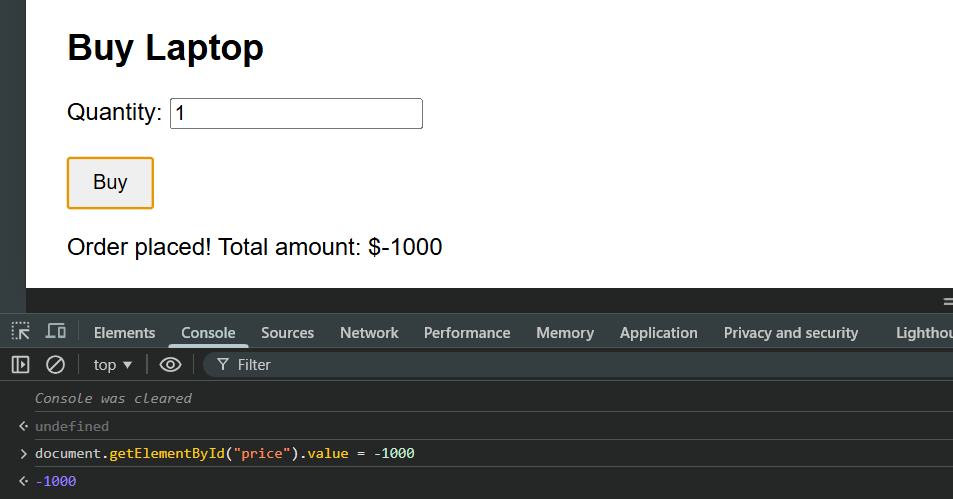 Buy Laptop
Quantity: 1
Buy
Order placed! Total amount: $-1000
Elements Console Sources Network Performance Memory Application Privacy and security Lighthou
top Filter
Console was cleared
undefined
document.getElementById("price").value = -1000
-1000